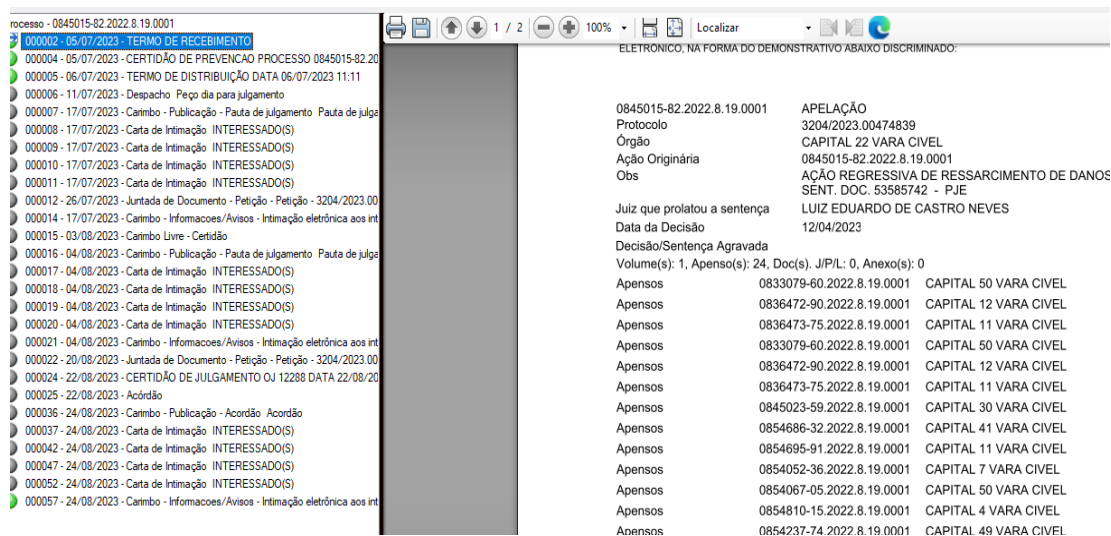 rocesso - 0845015-82.2022.8.19.0001
000002 - 05/07/2023 - TERMO DE RECEBIMENTO
000004 - 05/07/2023 - CERTIDÃO DE PREVENCAO PROCESSO 0845015-82.20
000005 - 06/07/2023 - TERMO DE DISTRIBUIÇÃO DATA 06/07/2023 11:11
000006 - 11/07/2023 - Despacho Peço dia para julgamento
000007 - 17/07/2023 - Carimbo - Publicação - Pauta de julgamento Pauta de julga
000008 - 17/07/2023 - Carta de Intimação INTERESSADO(S)
000009 - 17/07/2023 - Carta de Intimação INTERESSADO(S)
000010 - 17/07/2023 - Carta de Intimação INTERESSADO(S)
000011 - 17/07/2023 - Carta de Intimação INTERESSADO(S)
000012 - 26/07/2023 - Juntada de Documento - Petição - Petição - 3204/2023.00
000014 - 17/07/2023 - Carimbo - Informacoes/Avisos - Intimação eletrônica aos int
000015 - 03/08/2023 - Carimbo Livre - Certidão
000016 - 04/08/2023 - Carimbo - Publicação - Pauta de julgamento Pauta de julga
000017 - 04/08/2023 - Carta de Intimação INTERESSADO(S)
000018 - 04/08/2023 - Carta de Intimação INTERESSADO(S)
000019 - 04/08/2023 - Carta de Intimação INTERESSADO(S)
000020 - 04/08/2023 - Carta de Intimação INTERESSADO(S)
000021 - 04/08/2023 - Carimbo - Informacoes/Avisos - Intimação eletrônica aos int
000022 - 20/08/2023 - Juntada de Documento - Petição - Petição - 3204/2023.00
000024 - 22/08/2023 - CERTIDÃO DE JULGAMENTO OJ 12288 DATA 22/08/20
000025 - 22/08/2023 - Acórdão
000036 - 24/08/2023 - Carimbo - Publicação - Acordão Acordão
000037 - 24/08/2023 - Carta de Intimação INTERESSADO(S)
000042 - 24/08/2023 - Carta de Intimação INTERESSADO(S)
000047 - 24/08/2023 - Carta de Intimação INTERESSADO(S)
000052 - 24/08/2023 - Carta de Intimação INTERESSADO(S)
000057 - 24/08/2023 - Carimbo - Informacoes/Avisos - Intimação eletrônica aos int
1 / 2 100% Localizar
ELETRÔNICO, NA FORMA DO DEMONSTRATIVO ABAIXO DISCRIMINADO:
0845015-82.2022.8.19.0001 APELAÇÃO
Protocolo 3204/2023.00474839
Órgão CAPITAL 22 VARA CIVEL
Ação Originária 0845015-82.2022.8.19.0001
Obs AÇÃO REGRESSIVA DE RESSARCIMENTO DE DANOS
SENT. DOC. 53585742 - PJE
Juiz que prolatou a sentença LUIZ EDUARDO DE CASTRO NEVES
Data da Decisão 12/04/2023
Decisão/Sentença Agravada
Volume(s): 1, Apenso(s): 24, Doc(s). J/P/L: 0, Anexo(s): 0
Apensos 0833079-60.2022.8.19.0001 CAPITAL 50 VARA CIVEL
Apensos 0836472-90.2022.8.19.0001 CAPITAL 12 VARA CIVEL
Apensos 0836473-75.2022.8.19.0001 CAPITAL 11 VARA CIVEL
Apensos 0833079-60.2022.8.19.0001 CAPITAL 50 VARA CIVEL
Apensos 0836472-90.2022.8.19.0001 CAPITAL 12 VARA CIVEL
Apensos 0836473-75.2022.8.19.0001 CAPITAL 11 VARA CIVEL
Apensos 0845023-59.2022.8.19.0001 CAPITAL 30 VARA CIVEL
Apensos 0854686-32.2022.8.19.0001 CAPITAL 41 VARA CIVEL
Apensos 0854695-91.2022.8.19.0001 CAPITAL 11 VARA CIVEL
Apensos 0854052-36.2022.8.19.0001 CAPITAL 7 VARA CIVEL
Apensos 0854067-05.2022.8.19.0001 CAPITAL 50 VARA CIVEL
Apensos 0854810-15.2022.8.19.0001 CAPITAL 4 VARA CIVEL
Apensos 0854237-74.2022.8.19.0001 CAPITAL 49 VARA CIVEL